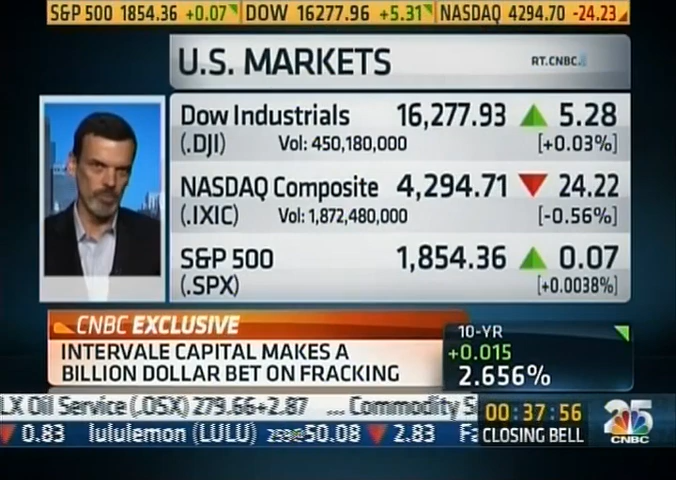 S&P 500 1854.36 +0.07 DOW 16277.96 +5.31 NASDAQ 4294.70 -24.23
U.S. MARKETS
RT.CNBC.
Dow Industrials 16,277.93 5.28
(.DJI) Vol: 450,180,000 [+0.03%]
NASDAQ Composite 4,294.71 24.22
(.IXIC) Vol: 1,872,480,000 [-0.56%]
S&P 500 1,854.36 0.07
(.SPX) [+0.0038%]
CNBC EXCLUSIVE
INTERVALE CAPITAL MAKES A
BILLION DOLLAR BET ON FRACKING
10-YR
+0.015
2.656%
LX Oil Service (.OSX) 279.66+2.87 ... Commodity S
0.83 lululemon (LULU) 50.08 2.83 Fa
00:37:56
CLOSING BELL
25
CNBC